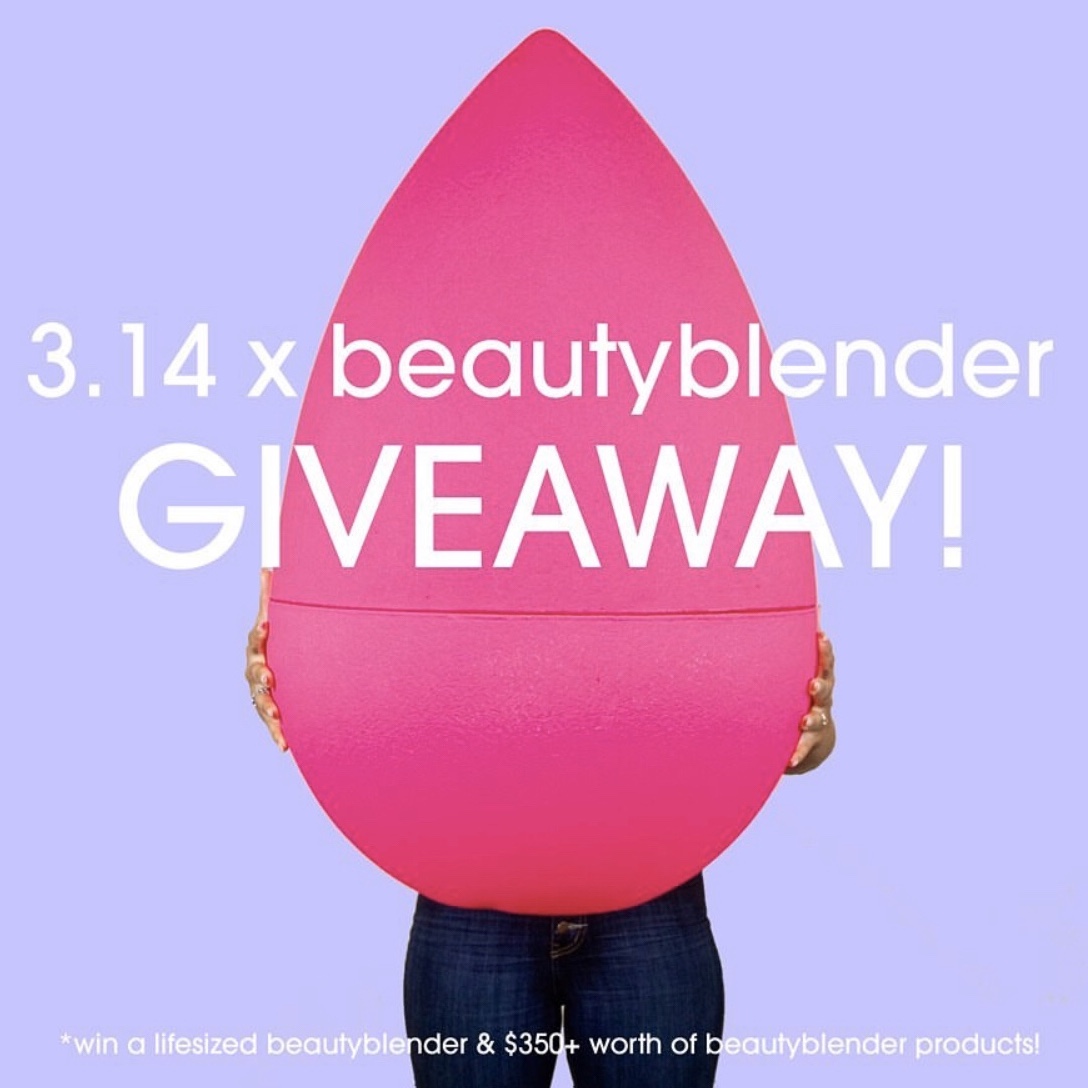 3.14 x beautyblender
GIVEAWAY!
*win a lifesized beautyblender & $350+ worth of beautyblender products!